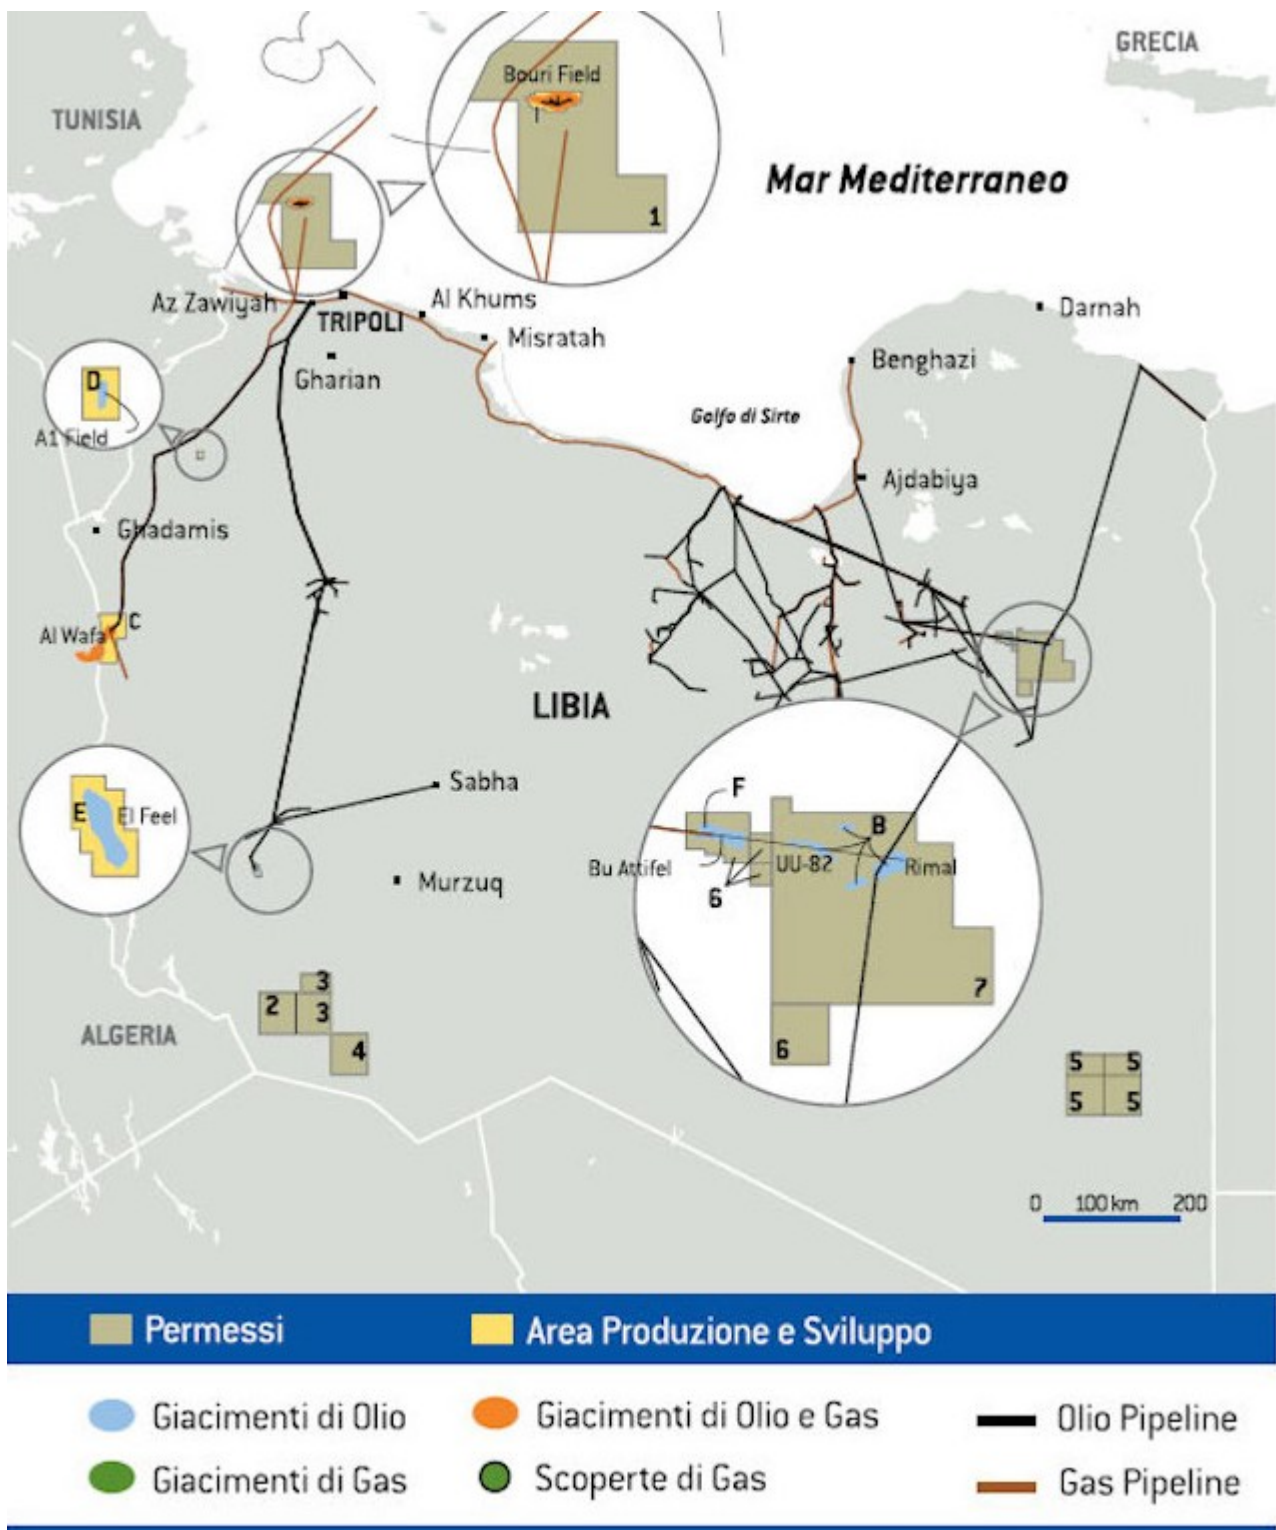 GRECIA
TUNISIA
Bouri Field
Mar Mediterraneo
1
Az Zawiyah
TRIPOLI
Al Khums
Misratah
Gharian
Darnah
Benghazi
Golfo di Sirte
Ajdabiya
D
A1 Field
Ghadamis
C
Al Wafa
LIBIA
Sabha
E
El Feel
Murzuq
F
B
Bu Attifel
UU-82
Rimal
6
7
6
3
2
3
4
ALGERIA
5
5
5
5
0
100 km
200
Permessi
Area Produzione e Sviluppo
Giacimenti di Olio
Giacimenti di Olio e Gas
Olio Pipeline
Giacimenti di Gas
Scoperte di Gas
Gas Pipeline